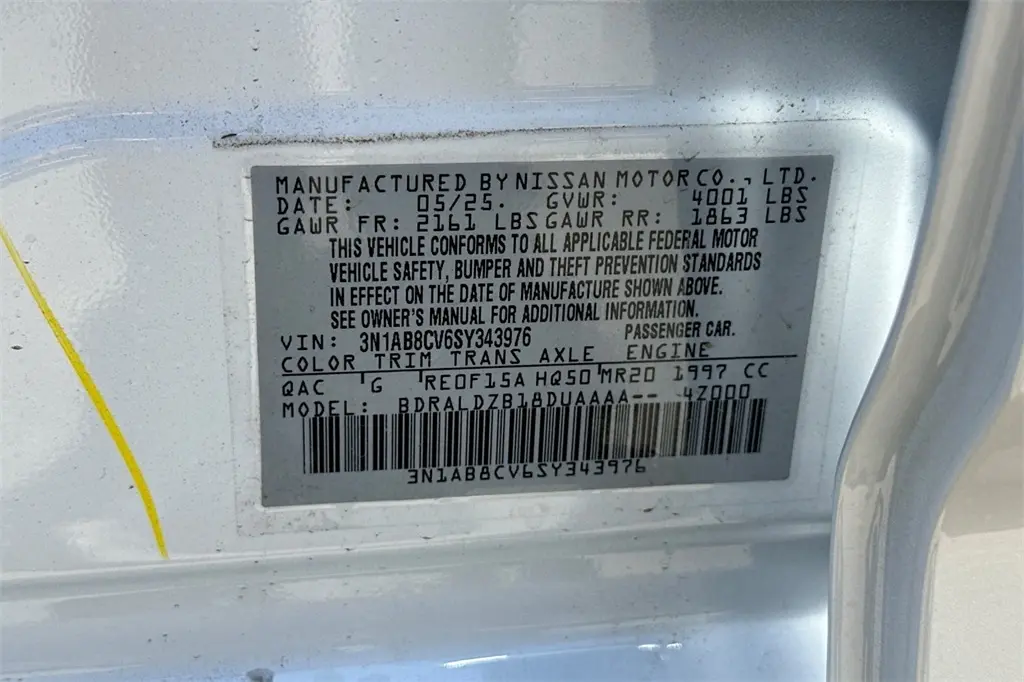 MANUFACTURED BY NISSAN MOTOR CO., LTD.
DATE: 05/25. GVWR: 4001 LBS
GAWR FR: 2161 LBS GAWR RR: 1863 LBS
THIS VEHICLE CONFORMS TO ALL APPLICABLE FEDERAL MOTOR
VEHICLE SAFETY, BUMPER AND THEFT PREVENTION STANDARDS
IN EFFECT ON THE DATE OF MANUFACTURE SHOWN ABOVE.
SEE OWNER'S MANUAL FOR ADDITIONAL INFORMATION.
VIN: 3N1AB8CV6SY343976 PASSENGER CAR.
COLOR TRIM TRANS AXLE ENGINE
QAC G RE0F15A HQ50 MR20 1997 CC
MODEL: BDRALDZB18DUAAAA-- 4Z000
3N1AB8CV6SY343976